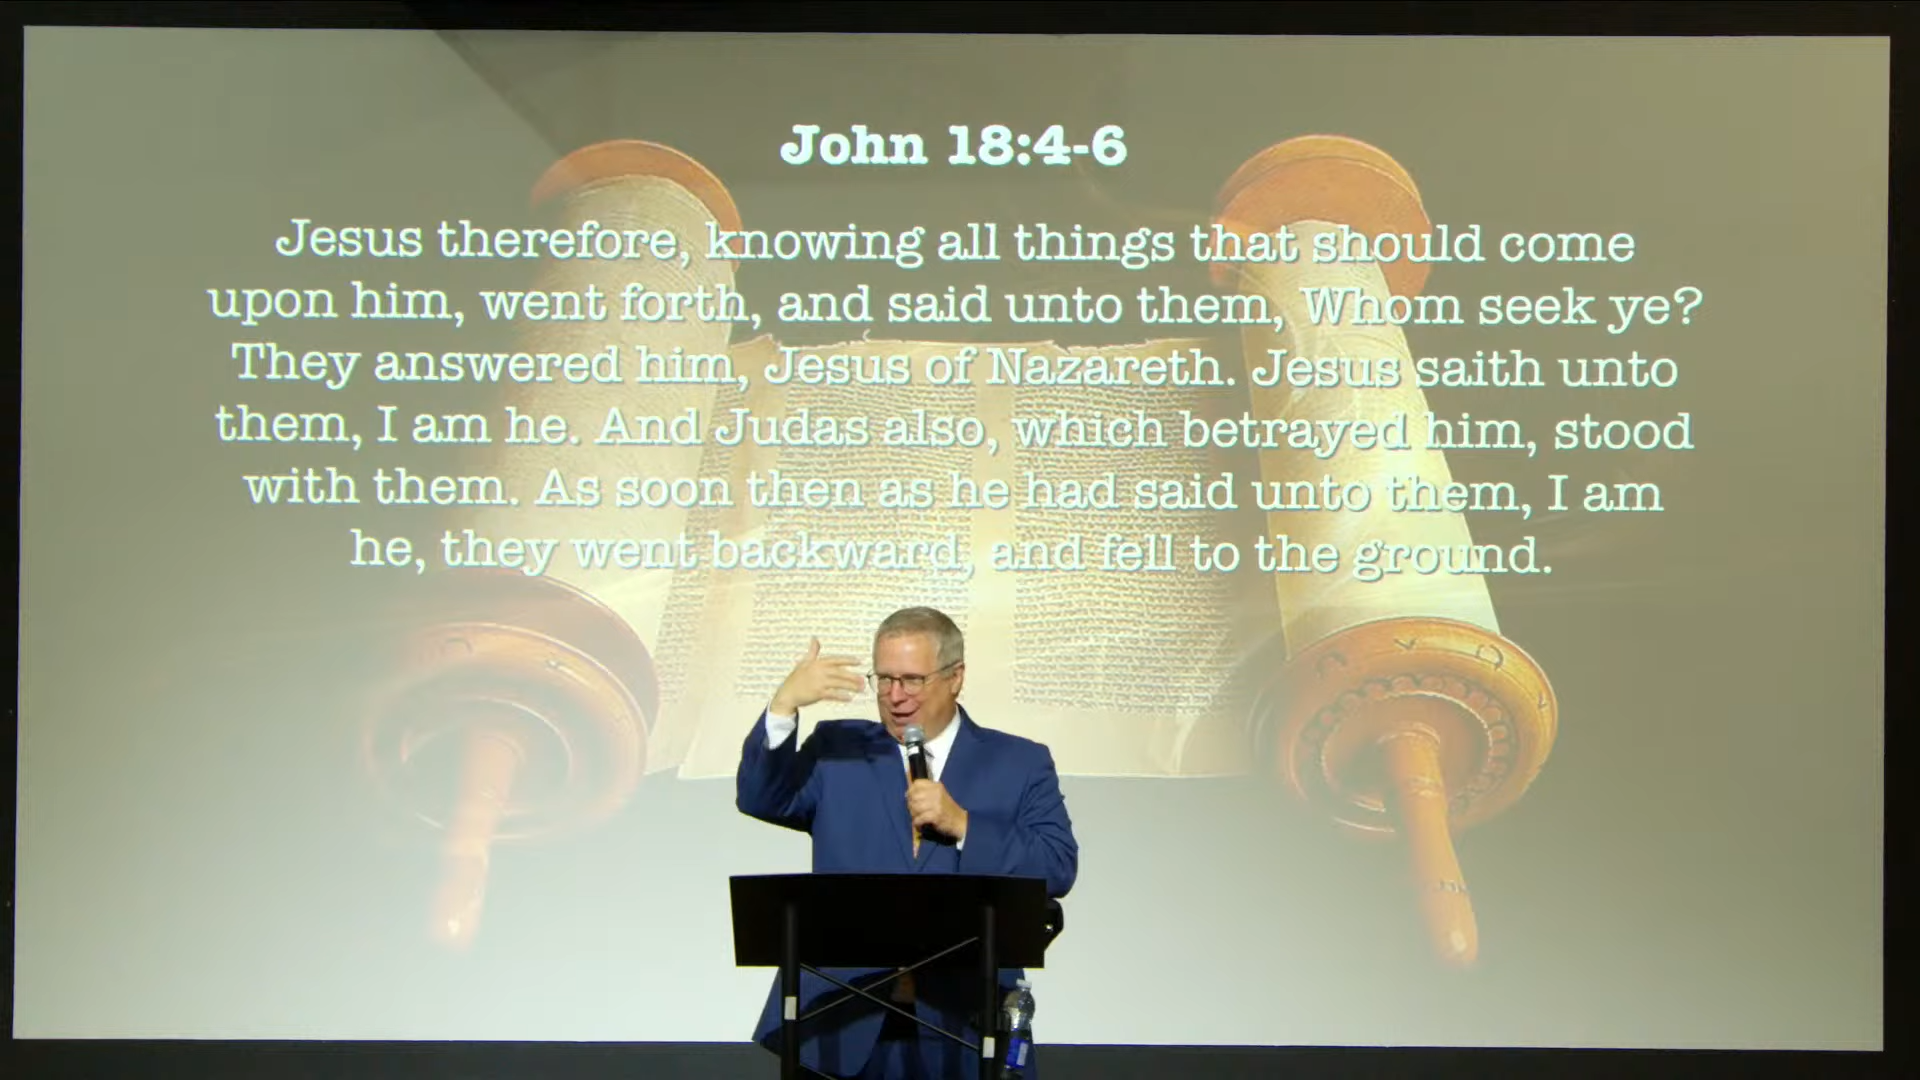 John 18:4-6
Jesus therefore, knowing all things that should come
upon him, went forth, and said unto them, Whom seek ye?
They answered him, Jesus of Nazareth. Jesus saith unto
them, I am he. And Judas also, which betrayed him, stood
with them. As soon then as he had said unto them, I am
he, they went backward, and fell to the ground.